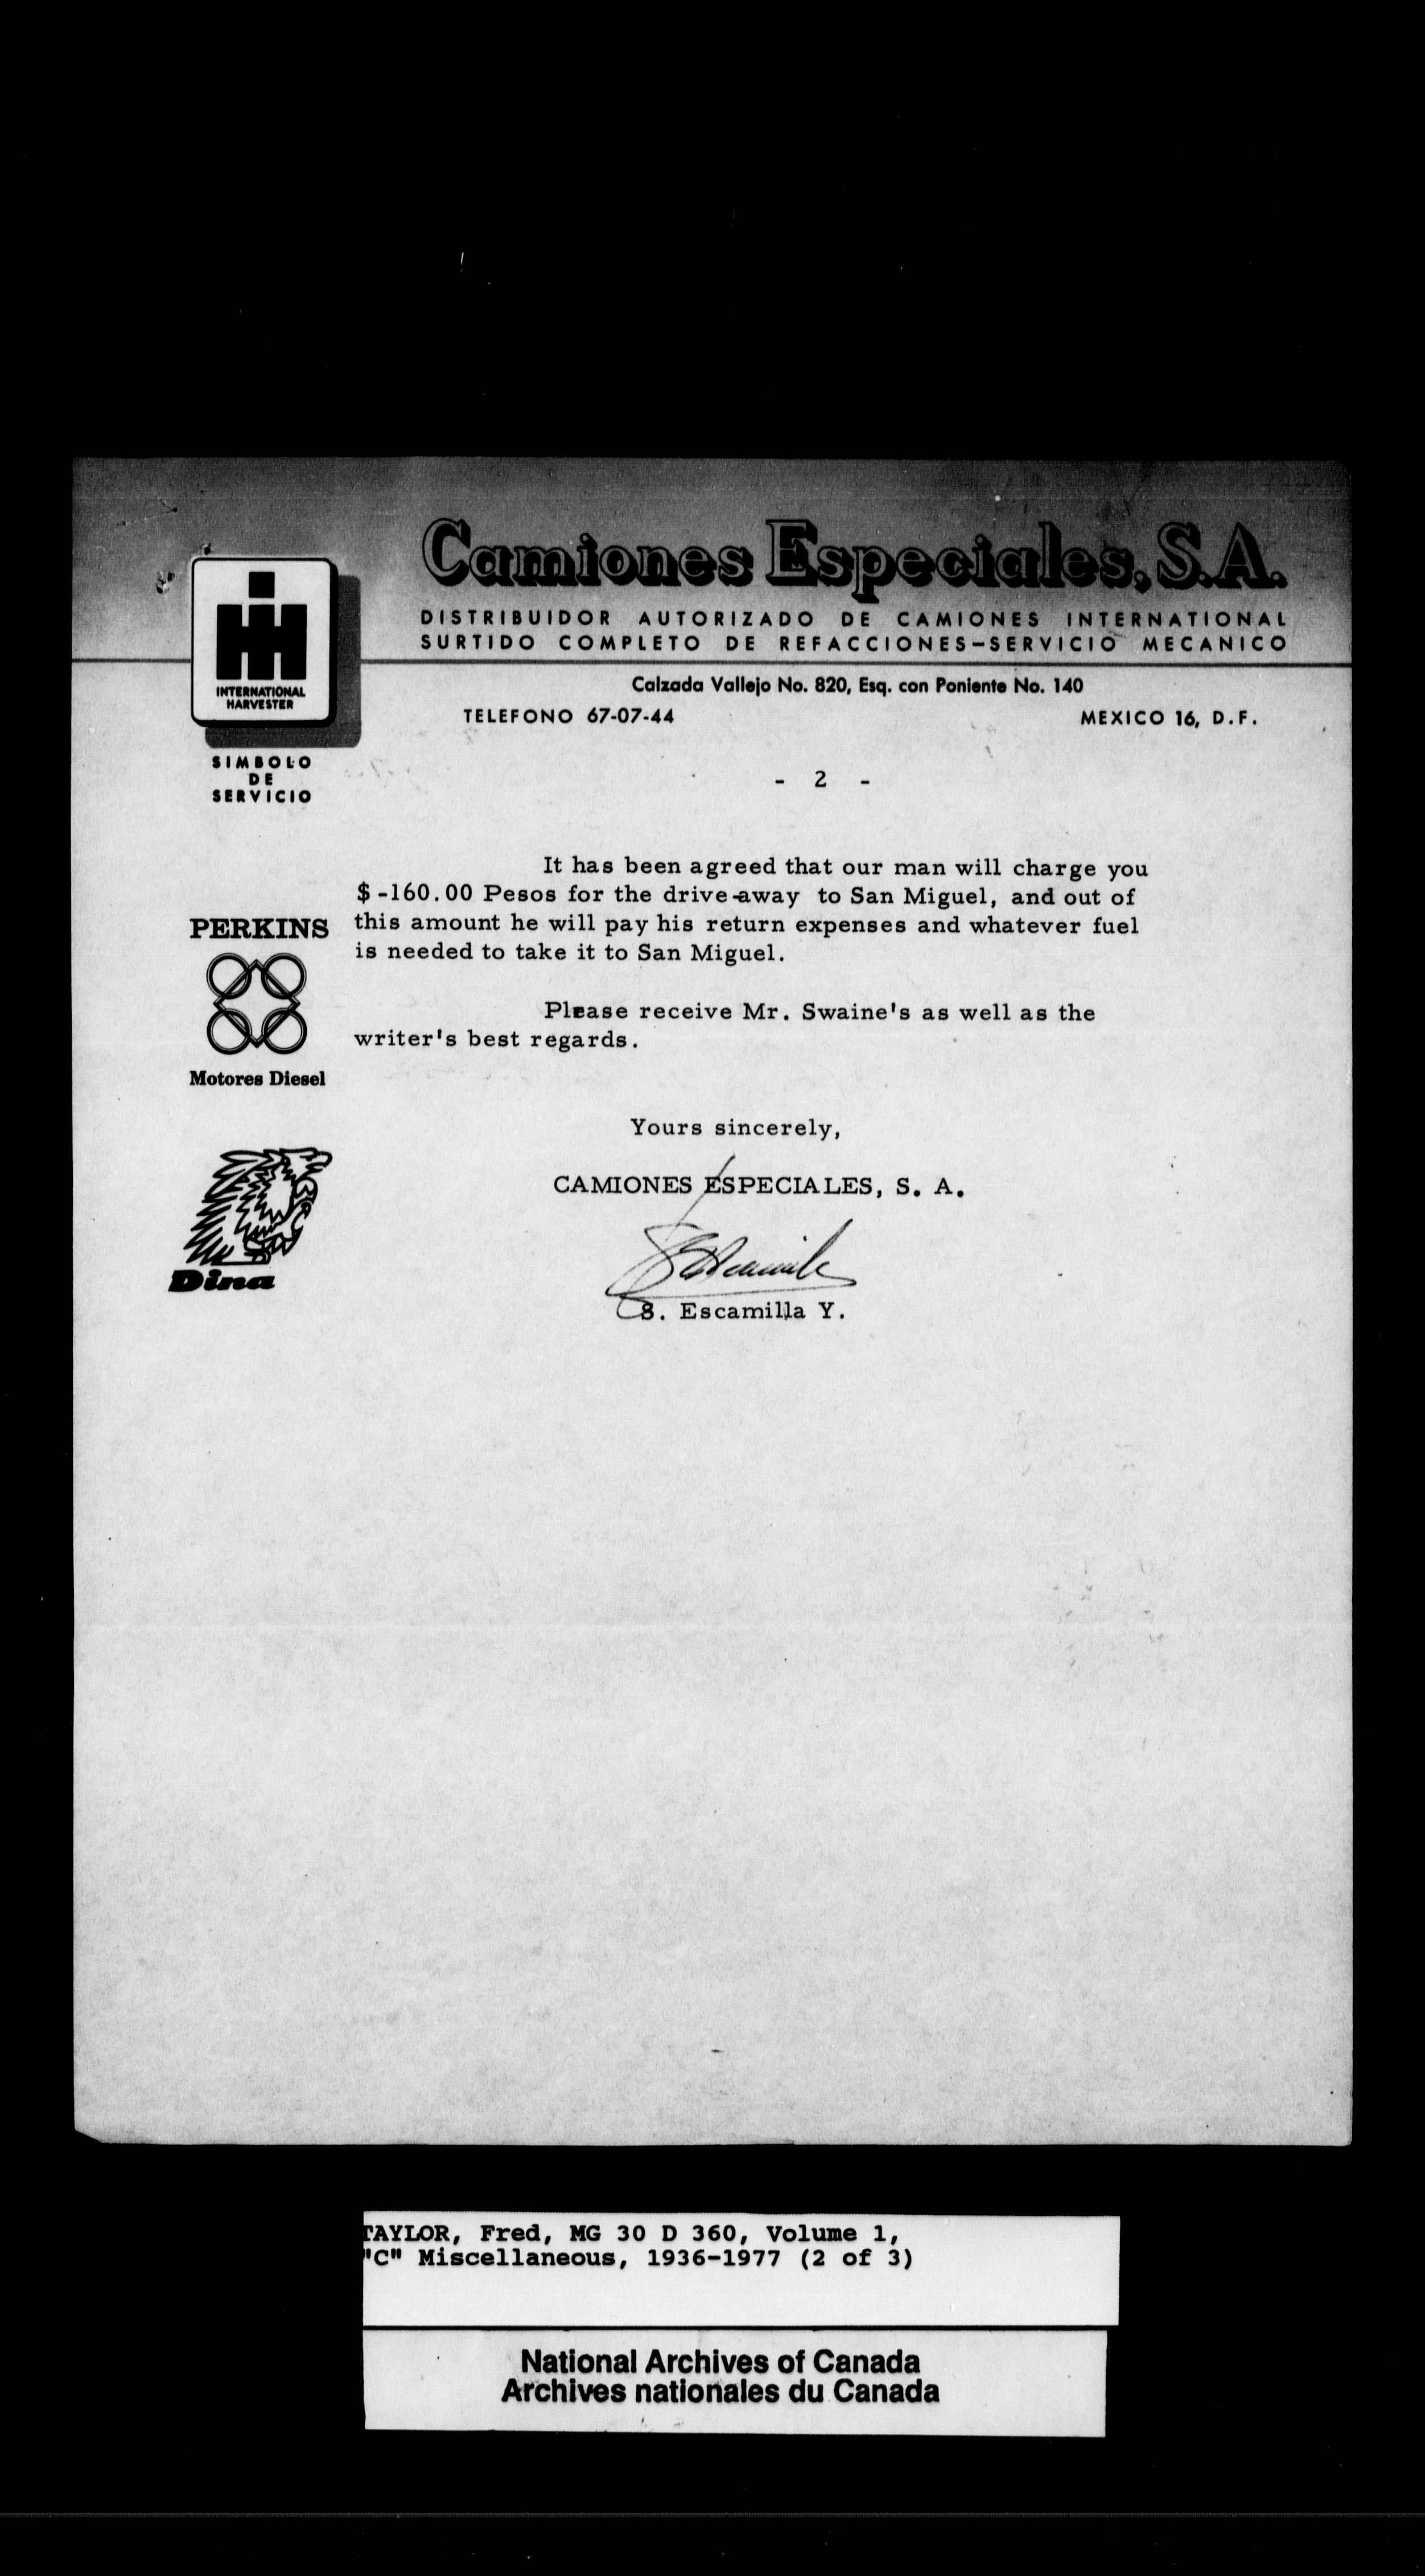 Camiones Especiales, S.A.
DISTRIBUIDOR AUTORIZADO DE CAMIONES INTERNATIONAL
SURTIDO COMPLETO DE REFACCIONES-SERVICIO MECANICO
INTERNATIONAL
HARVESTER
Calzada Vallejo No. 820, Esq. con Poniente No. 140
TELEFONO 67-07-44 MEXICO 16, D.F.
SIMBOLO
DE
SERVICIO
- 2 -
It has been agreed that our man will charge you
$-160.00 Pesos for the drive-away to San Miguel, and out of
this amount he will pay his return expenses and whatever fuel
is needed to take it to San Miguel.
PERKINS
Motores Diesel
Please receive Mr. Swaine's as well as the
writer's best regards.
Yours sincerely,
CAMIONES ESPECIALES, S. A.
Dina
S. Escamilla Y.
TAYLOR, Fred, MG 30 D 360, Volume 1,
"C" Miscellaneous, 1936-1977 (2 of 3)
National Archives of Canada
Archives nationales du Canada